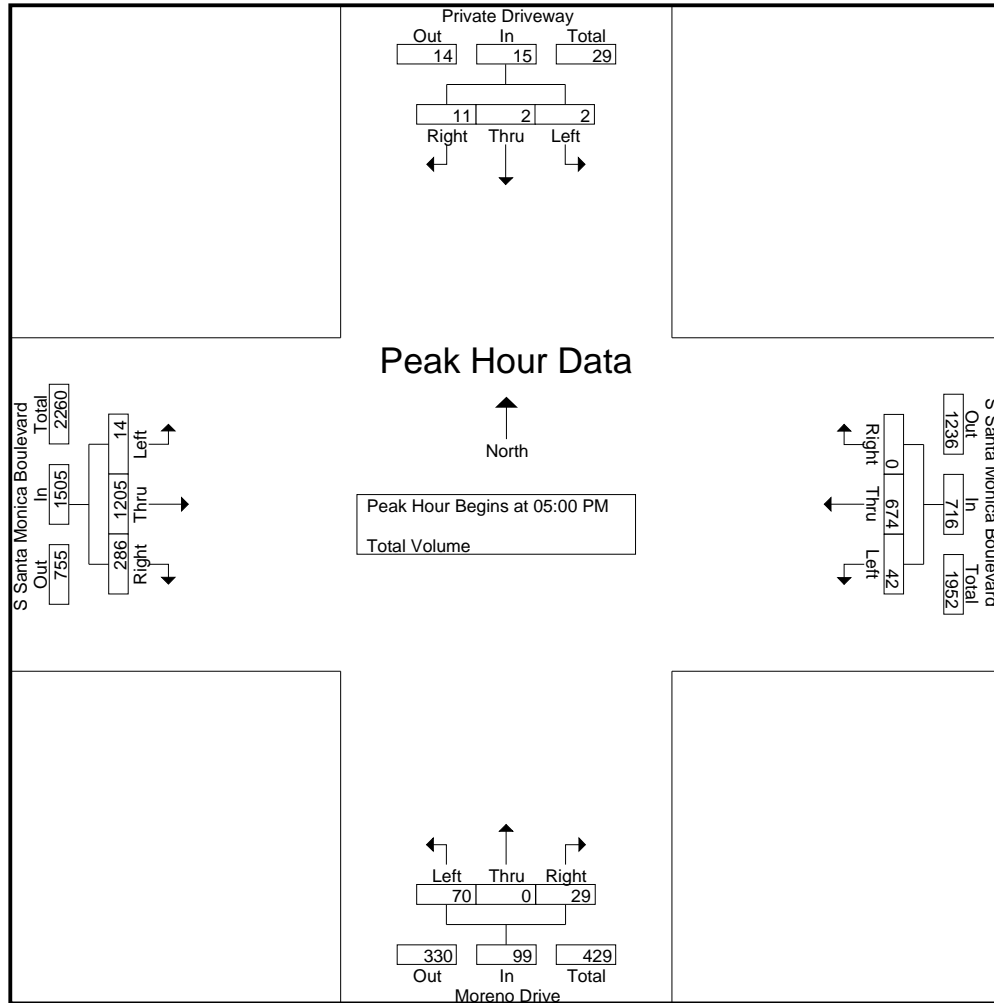 Private Driveway
Out In Total
14 15 29
11 2 2
Right Thru Left
Peak Hour Data
North
Peak Hour Begins at 05:00 PM
Total Volume
S Santa Monica Boulevard
Out In Total
755 1505 2260
14 1205 286
Left Thru Right
S Santa Monica Boulevard
Out In Total
1236 716 1952
0 674 42
Right Thru Left
Left Thru Right
70 0 29
330 99 429
Out In Total
Moreno Drive